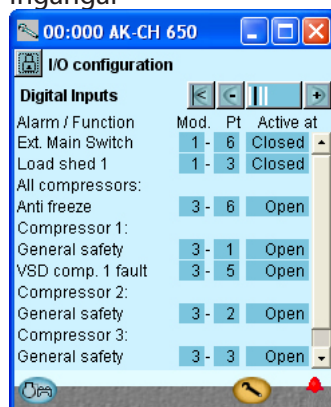 Ingångar
00:000 AK-CH 650
I/O configuration
Digital Inputs
Alarm / Function Mod. Pt Active at
Ext. Main Switch 1 - 6 Closed
Load shed 1 1 - 3 Closed
All compressors:
Anti freeze 3 - 6 Open
Compressor 1:
General safety 3 - 1 Open
VSD comp. 1 fault 3 - 5 Open
Compressor 2:
General safety 3 - 2 Open
Compressor 3:
General safety 3 - 3 Open